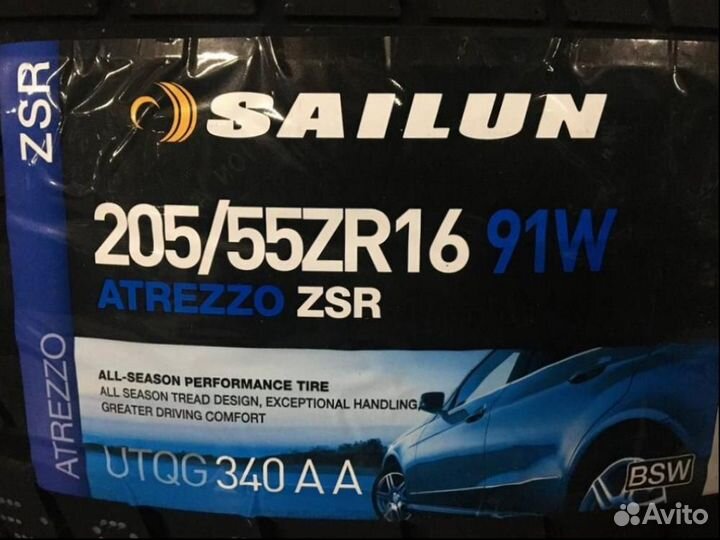 ZSR
ATREZZO
SAILUN
205/55ZR16 91W
ATREZZO ZSR
ALL-SEASON PERFORMANCE TIRE
ALL SEASON TREAD DESIGN, EXCEPTIONAL HANDLING,
GREATER DRIVING COMFORT
UTQG 340 A A
BSW
Avito